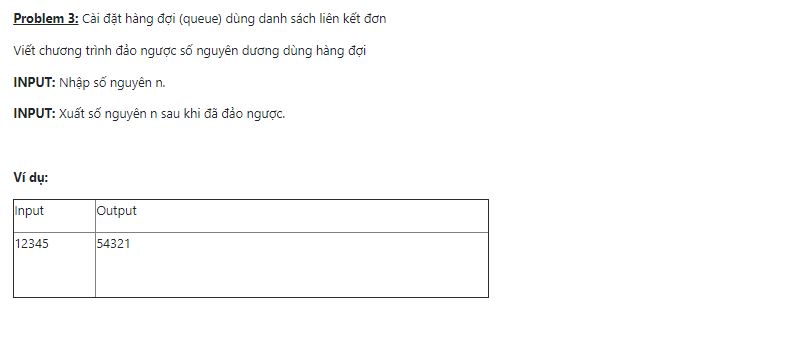 Problem 3: Cài đặt hàng đợi (queue) dùng danh sách liên kết đơn
Viết chương trình đảo ngược số nguyên dương dùng hàng đợi
INPUT: Nhập số nguyên n.
INPUT: Xuất số nguyên n sau khi đã đảo ngược.
Ví dụ:
Input Output
12345 54321